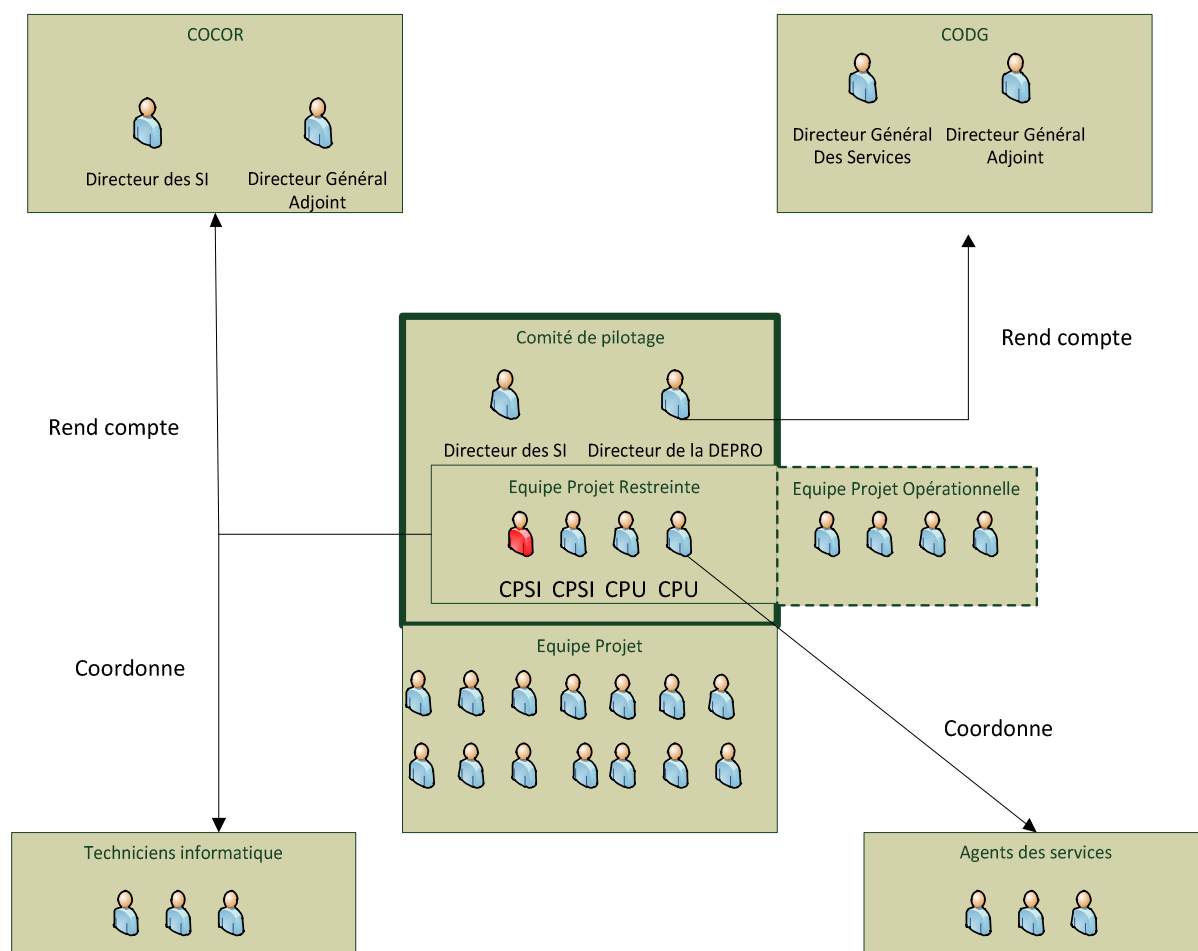 COCOR
Directeur des SI
Directeur Général
Adjoint
CODG
Directeur Général
Des Services
Directeur Général
Adjoint
Rend compte
Comité de pilotage
Directeur des SI
Directeur de la DEPRO
Rend compte
Equipe Projet Restreinte
CPSI CPSI CPU CPU
Equipe Projet Opérationnelle
Equipe Projet
Coordonne
Coordonne
Techniciens informatique
Agents des services